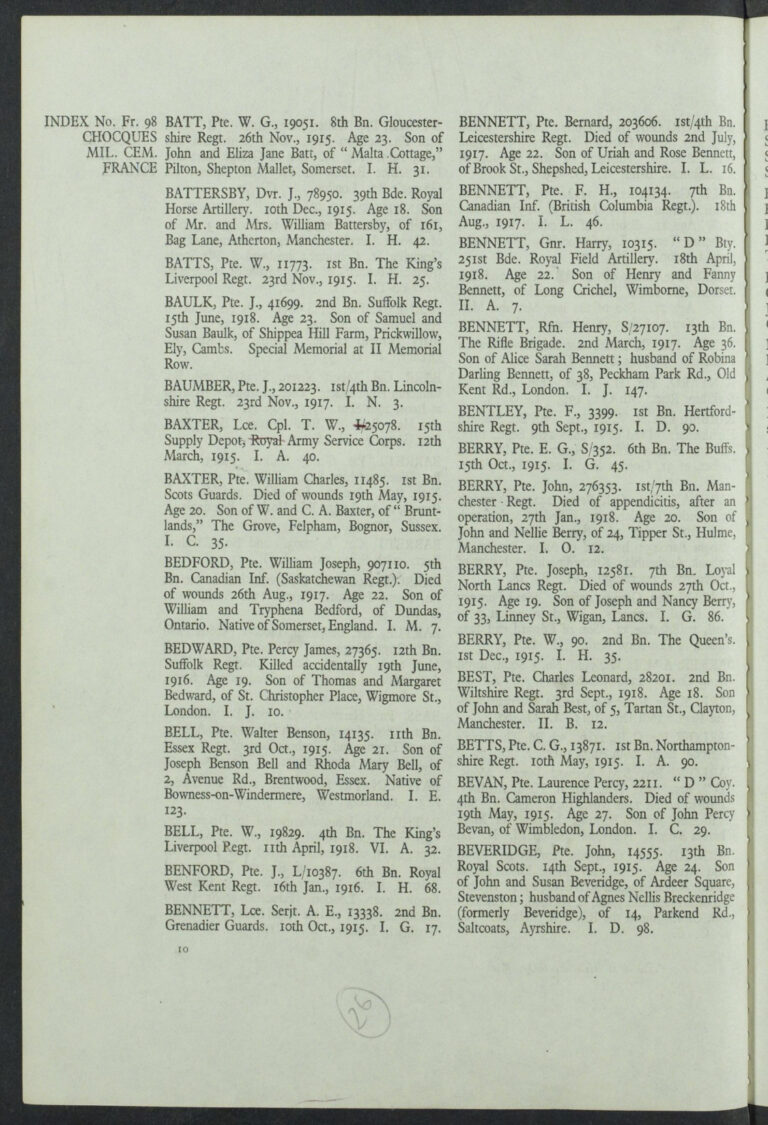 INDEX No. Fr. 98
CHOCQUES
MIL. CEM.
FRANCE
BATT, Pte. W. G., 19051. 8th Bn. Gloucester-
shire Regt. 26th Nov., 1915. Age 23. Son of
John and Eliza Jane Batt, of " Malta Cottage,"
Pilton, Shepton Mallet, Somerset. I. H. 31.
BATTERSBY, Dvr. J., 78950. 39th Bde. Royal
Horse Artillery. 10th Dec., 1915. Age 18. Son
of Mr. and Mrs. William Battersby, of 161,
Bag Lane, Atherton, Manchester. I. H. 42.
BATTS, Pte. W., 11773. 1st Bn. The King's
Liverpool Regt. 23rd Nov., 1915. I. H. 25.
BAULK, Pte. J., 41699. 2nd Bn. Suffolk Regt.
15th June, 1918. Age 23. Son of Samuel and
Susan Baulk, of Shippea Hill Farm, Prickwillow,
Ely, Cambs. Special Memorial at II Memorial
Row.
BAUMBER, Pte. J., 201223. 1st/4th Bn. Lincoln-
shire Regt. 23rd Nov., 1917. I. N. 3.
BAXTER, Lce. Cpl. T. W., L/25078. 15th
Supply Depot, Royal Army Service Corps. 12th
March, 1915. I. A. 40.
BAXTER, Pte. William Charles, 11485. 1st Bn.
Scots Guards. Died of wounds 19th May, 1915.
Age 20. Son of W. and C. A. Baxter, of " Brunt-
lands," The Grove, Felpham, Bognor, Sussex.
I. C. 35.
BEDFORD, Pte. William Joseph, 907110. 5th
Bn. Canadian Inf. (Saskatchewan Regt.). Died
of wounds 26th Aug., 1917. Age 22. Son of
William and Tryphena Bedford, of Dundas,
Ontario. Native of Somerset, England. I. M. 7.
BEDWARD, Pte. Percy James, 27365. 12th Bn.
Suffolk Regt. Killed accidentally 19th June,
1916. Age 19. Son of Thomas and Margaret
Bedward, of St. Christopher Place, Wigmore St.,
London. I. J. 10.
BELL, Pte. Walter Benson, 14135. 11th Bn.
Essex Regt. 3rd Oct., 1915. Age 21. Son of
Joseph Benson Bell and Rhoda Mary Bell, of
2, Avenue Rd., Brentwood, Essex. Native of
Bowness-on-Windermere, Westmorland. I. E.
123.
BELL, Pte. W., 19829. 4th Bn. The King's
Liverpool Regt. 11th April, 1918. VI. A. 32.
BENFORD, Pte. J., L/10387. 6th Bn. Royal
West Kent Regt. 16th Jan., 1916. I. H. 68.
BENNETT, Lce. Serjt. A. E., 13338. 2nd Bn.
Grenadier Guards. 10th Oct., 1915. I. G. 17.
BENNETT, Pte. Bernard, 203606. 1st/4th Bn.
Leicestershire Regt. Died of wounds 2nd July,
1917. Age 22. Son of Uriah and Rose Bennett,
of Brook St., Shepshed, Leicestershire. I. L. 16.
BENNETT, Pte. F. H., 104134. 7th Bn.
Canadian Inf. (British Columbia Regt.). 18th
Aug., 1917. I. L. 46.
BENNETT, Gnr. Harry, 10315. " D " Bty.
251st Bde. Royal Field Artillery. 18th April,
1918. Age 22. Son of Henry and Fanny
Bennett, of Long Crichel, Wimborne, Dorset.
II. A. 7.
BENNETT, Rfn. Henry, S/27107. 13th Bn.
The Rifle Brigade. 2nd March, 1917. Age 36.
Son of Alice Sarah Bennett ; husband of Robina
Darling Bennett, of 38, Peckham Park Rd., Old
Kent Rd., London. I. J. 147.
BENTLEY, Pte. F., 3399. 1st Bn. Hertford-
shire Regt. 9th Sept., 1915. I. D. 90.
BERRY, Pte. E. G., S/352. 6th Bn. The Buffs.
15th Oct., 1915. I. G. 45.
BERRY, Pte. John, 276353. 1st/7th Bn. Man-
chester Regt. Died of appendicitis, after an
operation, 27th Jan., 1918. Age 20. Son of
John and Nellie Berry, of 24, Tipper St., Hulme,
Manchester. I. O. 12.
BERRY, Pte. Joseph, 12581. 7th Bn. Loyal
North Lancs Regt. Died of wounds 27th Oct.,
1915. Age 19. Son of Joseph and Nancy Berry,
of 33, Linney St., Wigan, Lancs. I. G. 86.
BERRY, Pte. W., 90. 2nd Bn. The Queen's.
1st Dec., 1915. I. H. 35.
BEST, Pte. Charles Leonard, 28201. 2nd Bn.
Wiltshire Regt. 3rd Sept., 1918. Age 18. Son
of John and Sarah Best, of 5, Tartan St., Clayton,
Manchester. II. B. 12.
BETTS, Pte. C. G., 13871. 1st Bn. Northampton-
shire Regt. 10th May, 1915. I. A. 90.
BEVAN, Pte. Laurence Percy, 2211. " D " Coy.
4th Bn. Cameron Highlanders. Died of wounds
19th May, 1915. Age 27. Son of John Percy
Bevan, of Wimbledon, London. I. C. 29.
BEVERIDGE, Pte. John, 14555. 13th Bn.
Royal Scots. 14th Sept., 1915. Age 24. Son
of John and Susan Beveridge, of Ardeer Square,
Stevenston ; husband of Agnes Nellis Breckenridge
(formerly Beveridge), of 14, Parkend Rd.,
Saltcoats, Ayrshire. I. D. 98.
10
26